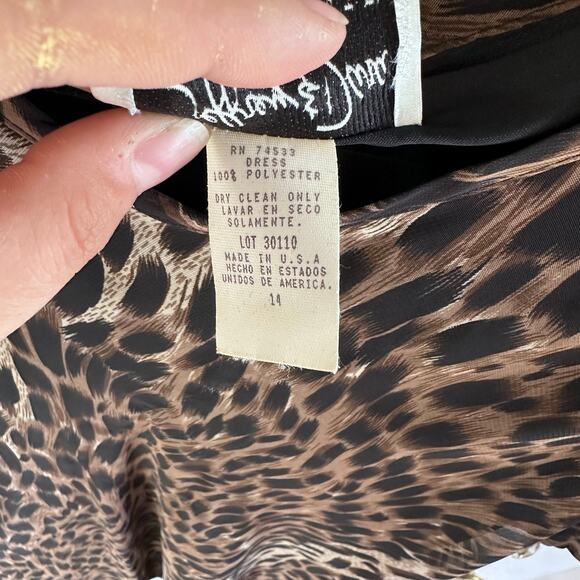 RN 74533
DRESS
100% POLYESTER
DRY CLEAN ONLY
LAVAR EN SECO
SOLAMENTE.
LOT 30110
MADE IN U.S.A
HECHO EN ESTADOS
UNIDOS DE AMERICA.
14